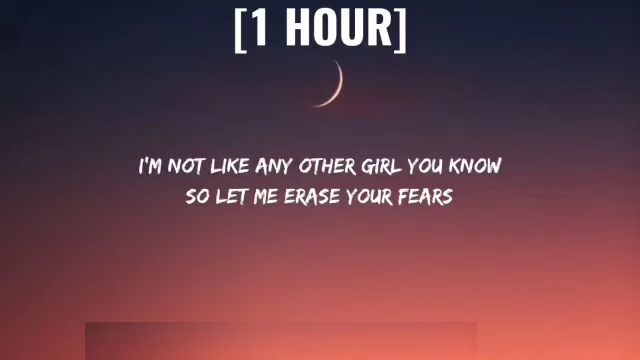 [1 HOUR]
I'M NOT LIKE ANY OTHER GIRL YOU KNOW
SO LET ME ERASE YOUR FEARS